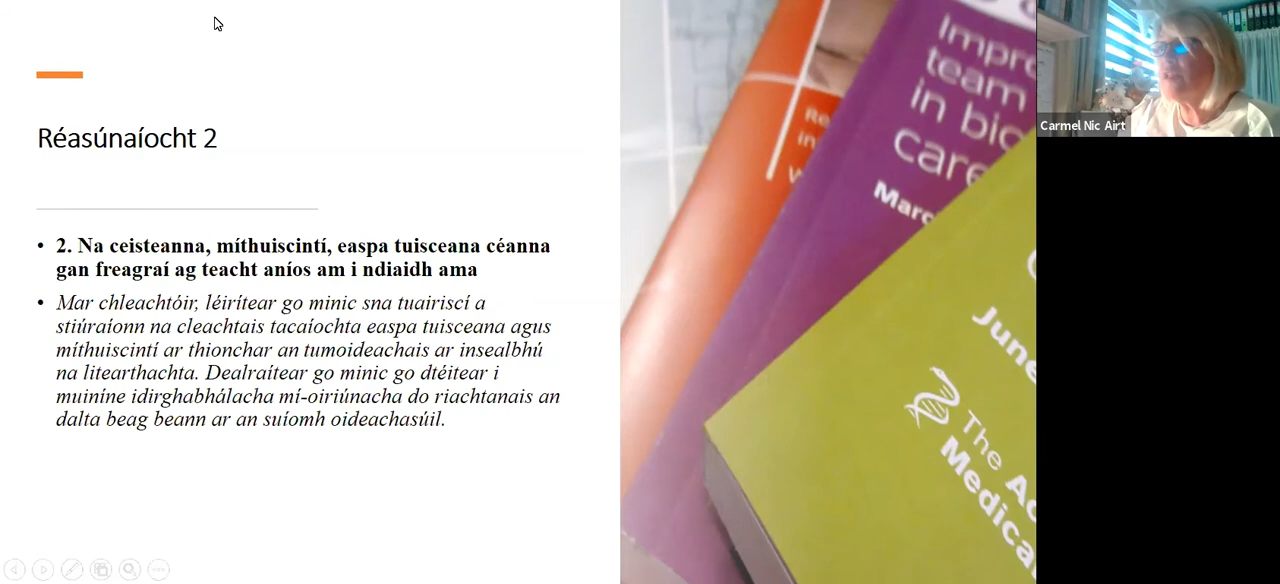 Réasúnaíocht 2
• 2. Na ceisteanna, míthuiscintí, easpa tuisceana céanna
gan freagraí ag teacht aníos am i ndiaidh ama
• Mar chleachtóir, léirítear go minic sna tuairiscí a
stiúraíonn na cleachtais tacaíochta easpa tuisceana agus
míthuiscintí ar thionchar an tumoideachais ar insealbhú
na litearthachta. Dealraítear go minic go dtéitear i
muiníne idirghabhálacha mí-oiriúnacha do riachtanais an
dalta beag beann ar an suíomh oideachasúil.
team
in
care
June
The
Medica
Carmel Nic Airt